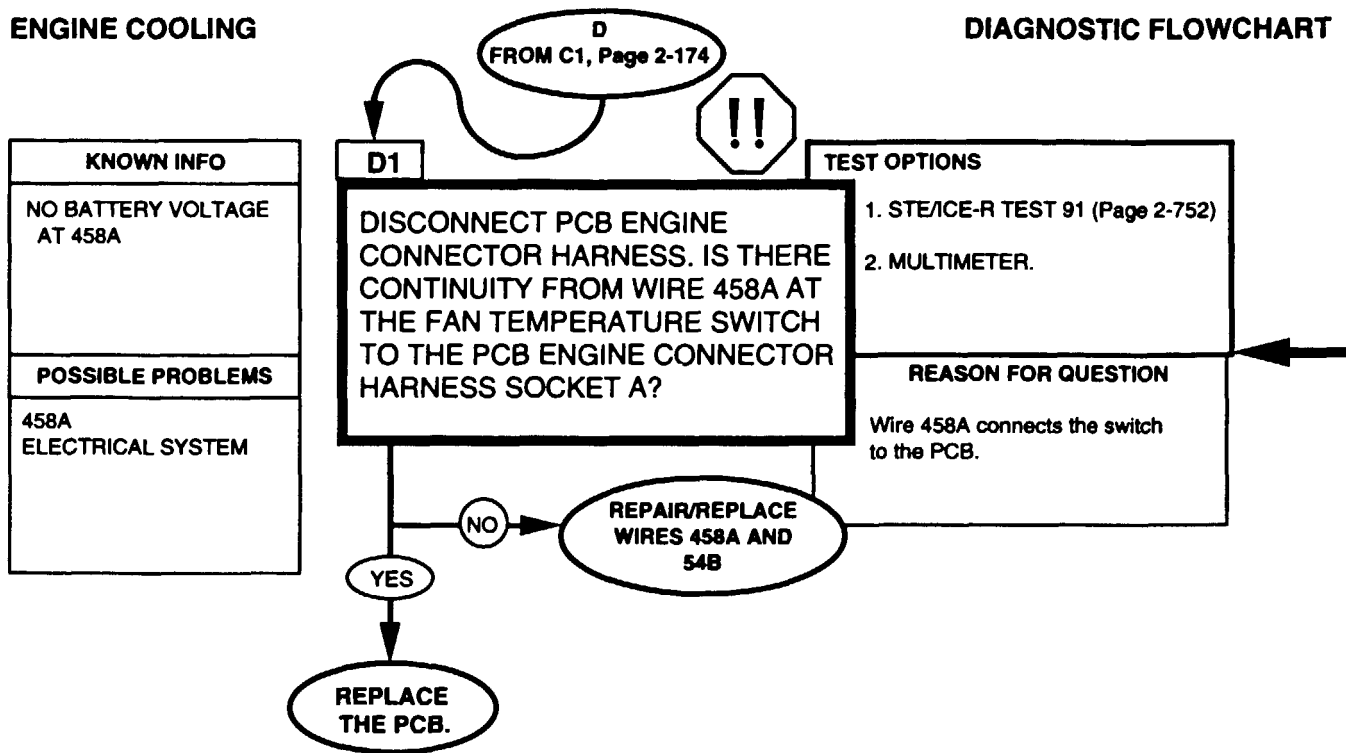 ENGINE COOLING
DIAGNOSTIC FLOWCHART
D
FROM C1, Page 2-174
!!
KNOWN INFO
NO BATTERY VOLTAGE
AT 458A
POSSIBLE PROBLEMS
458A
ELECTRICAL SYSTEM
D1
DISCONNECT PCB ENGINE
CONNECTOR HARNESS. IS THERE
CONTINUITY FROM WIRE 458A AT
THE FAN TEMPERATURE SWITCH
TO THE PCB ENGINE CONNECTOR
HARNESS SOCKET A?
TEST OPTIONS
1. STE/ICE-R TEST 91 (Page 2-752)
2. MULTIMETER.
REASON FOR QUESTION
Wire 458A connects the switch
to the PCB.
NO
REPAIR/REPLACE
WIRES 458A AND
54B
YES
REPLACE
THE PCB.